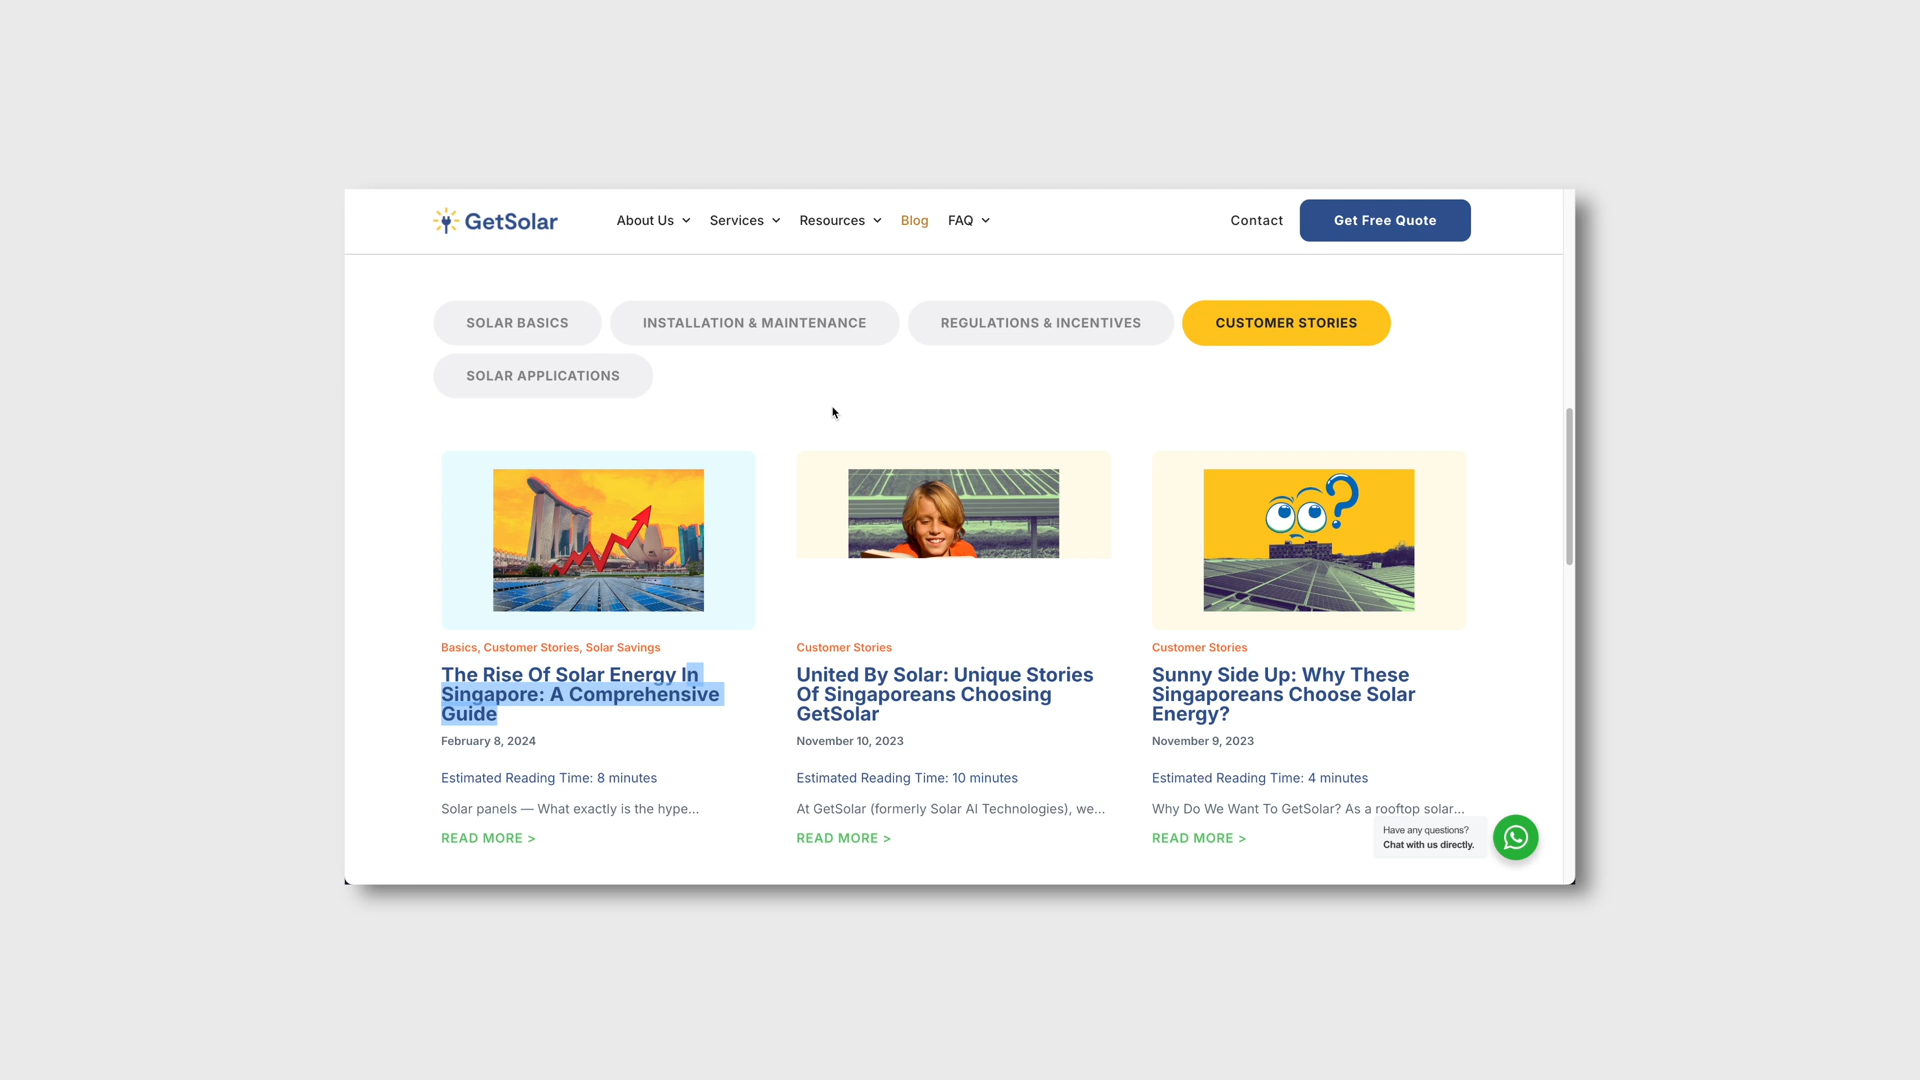 GetSolar
About Us
Services
Resources
Blog
FAQ
Contact
Get Free Quote
SOLAR BASICS
INSTALLATION & MAINTENANCE
REGULATIONS & INCENTIVES
CUSTOMER STORIES
SOLAR APPLICATIONS
Basics, Customer Stories, Solar Savings
The Rise Of Solar Energy In
Singapore: A Comprehensive
Guide
February 8, 2024
Estimated Reading Time: 8 minutes
Solar panels — What exactly is the hype...
READ MORE >
Customer Stories
United By Solar: Unique Stories
Of Singaporeans Choosing
GetSolar
November 10, 2023
Estimated Reading Time: 10 minutes
At GetSolar (formerly Solar AI Technologies), we...
READ MORE >
?
Customer Stories
Sunny Side Up: Why These
Singaporeans Choose Solar
Energy?
November 9, 2023
Estimated Reading Time: 4 minutes
Why Do We Want To GetSolar? As a rooftop solar...
READ MORE >
Have any questions?
Chat with us directly.